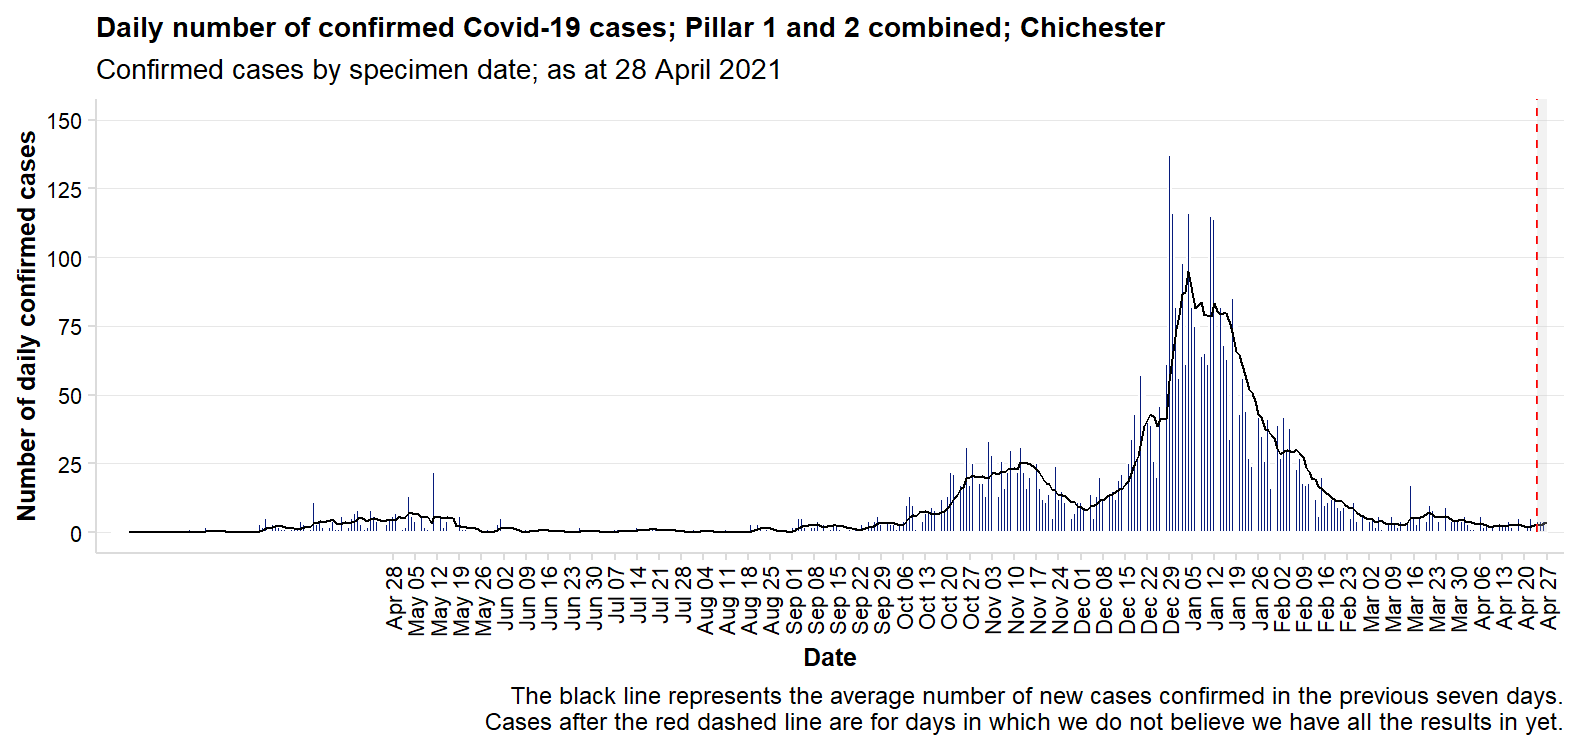 Daily number of confirmed Covid-19 cases; Pillar 1 and 2 combined; Chichester
Confirmed cases by specimen date; as at 28 April 2021
Number of daily confirmed cases
150
125
100
75
50
25
0
Apr 28
May 05
May 12
May 19
May 26
Jun 02
Jun 09
Jun 16
Jun 23
Jun 30
Jul 07
Jul 14
Jul 21
Jul 28
Aug 04
Aug 11
Aug 18
Aug 25
Sep 01
Sep 08
Sep 15
Sep 22
Sep 29
Oct 06
Oct 13
Oct 20
Oct 27
Nov 03
Nov 10
Nov 17
Nov 24
Dec 01
Dec 08
Dec 15
Dec 22
Dec 29
Jan 05
Jan 12
Jan 19
Jan 26
Feb 02
Feb 09
Feb 16
Feb 23
Mar 02
Mar 09
Mar 16
Mar 23
Mar 30
Apr 06
Apr 13
Apr 20
Apr 27
Date
The black line represents the average number of new cases confirmed in the previous seven days.
Cases after the red dashed line are for days in which we do not believe we have all the results in yet.